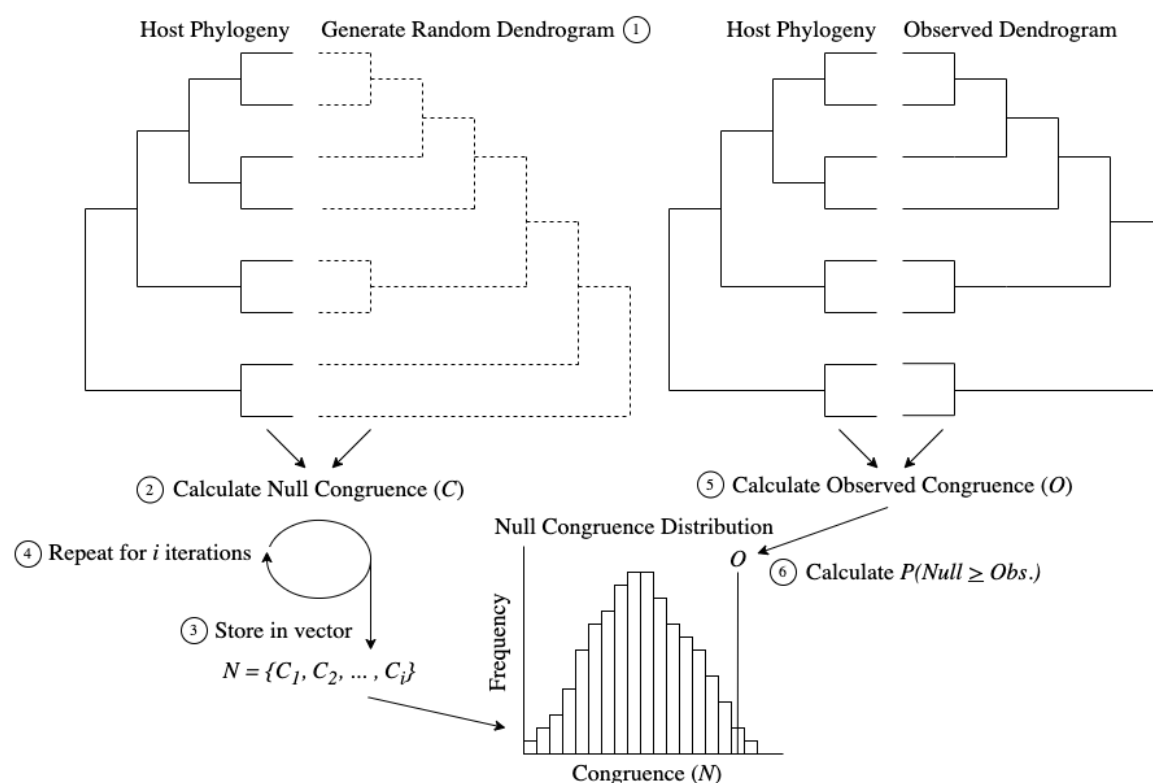 Host Phylogeny Generate Random Dendrogram ①
Host Phylogeny Observed Dendrogram
② Calculate Null Congruence (C)
⑤ Calculate Observed Congruence (O)
④ Repeat for i iterations
③ Store in vector
N = {C₁, C₂, ... , Cᵢ}
Null Congruence Distribution
O
⑥ Calculate P(Null ≥ Obs.)
Frequency
Congruence (N)